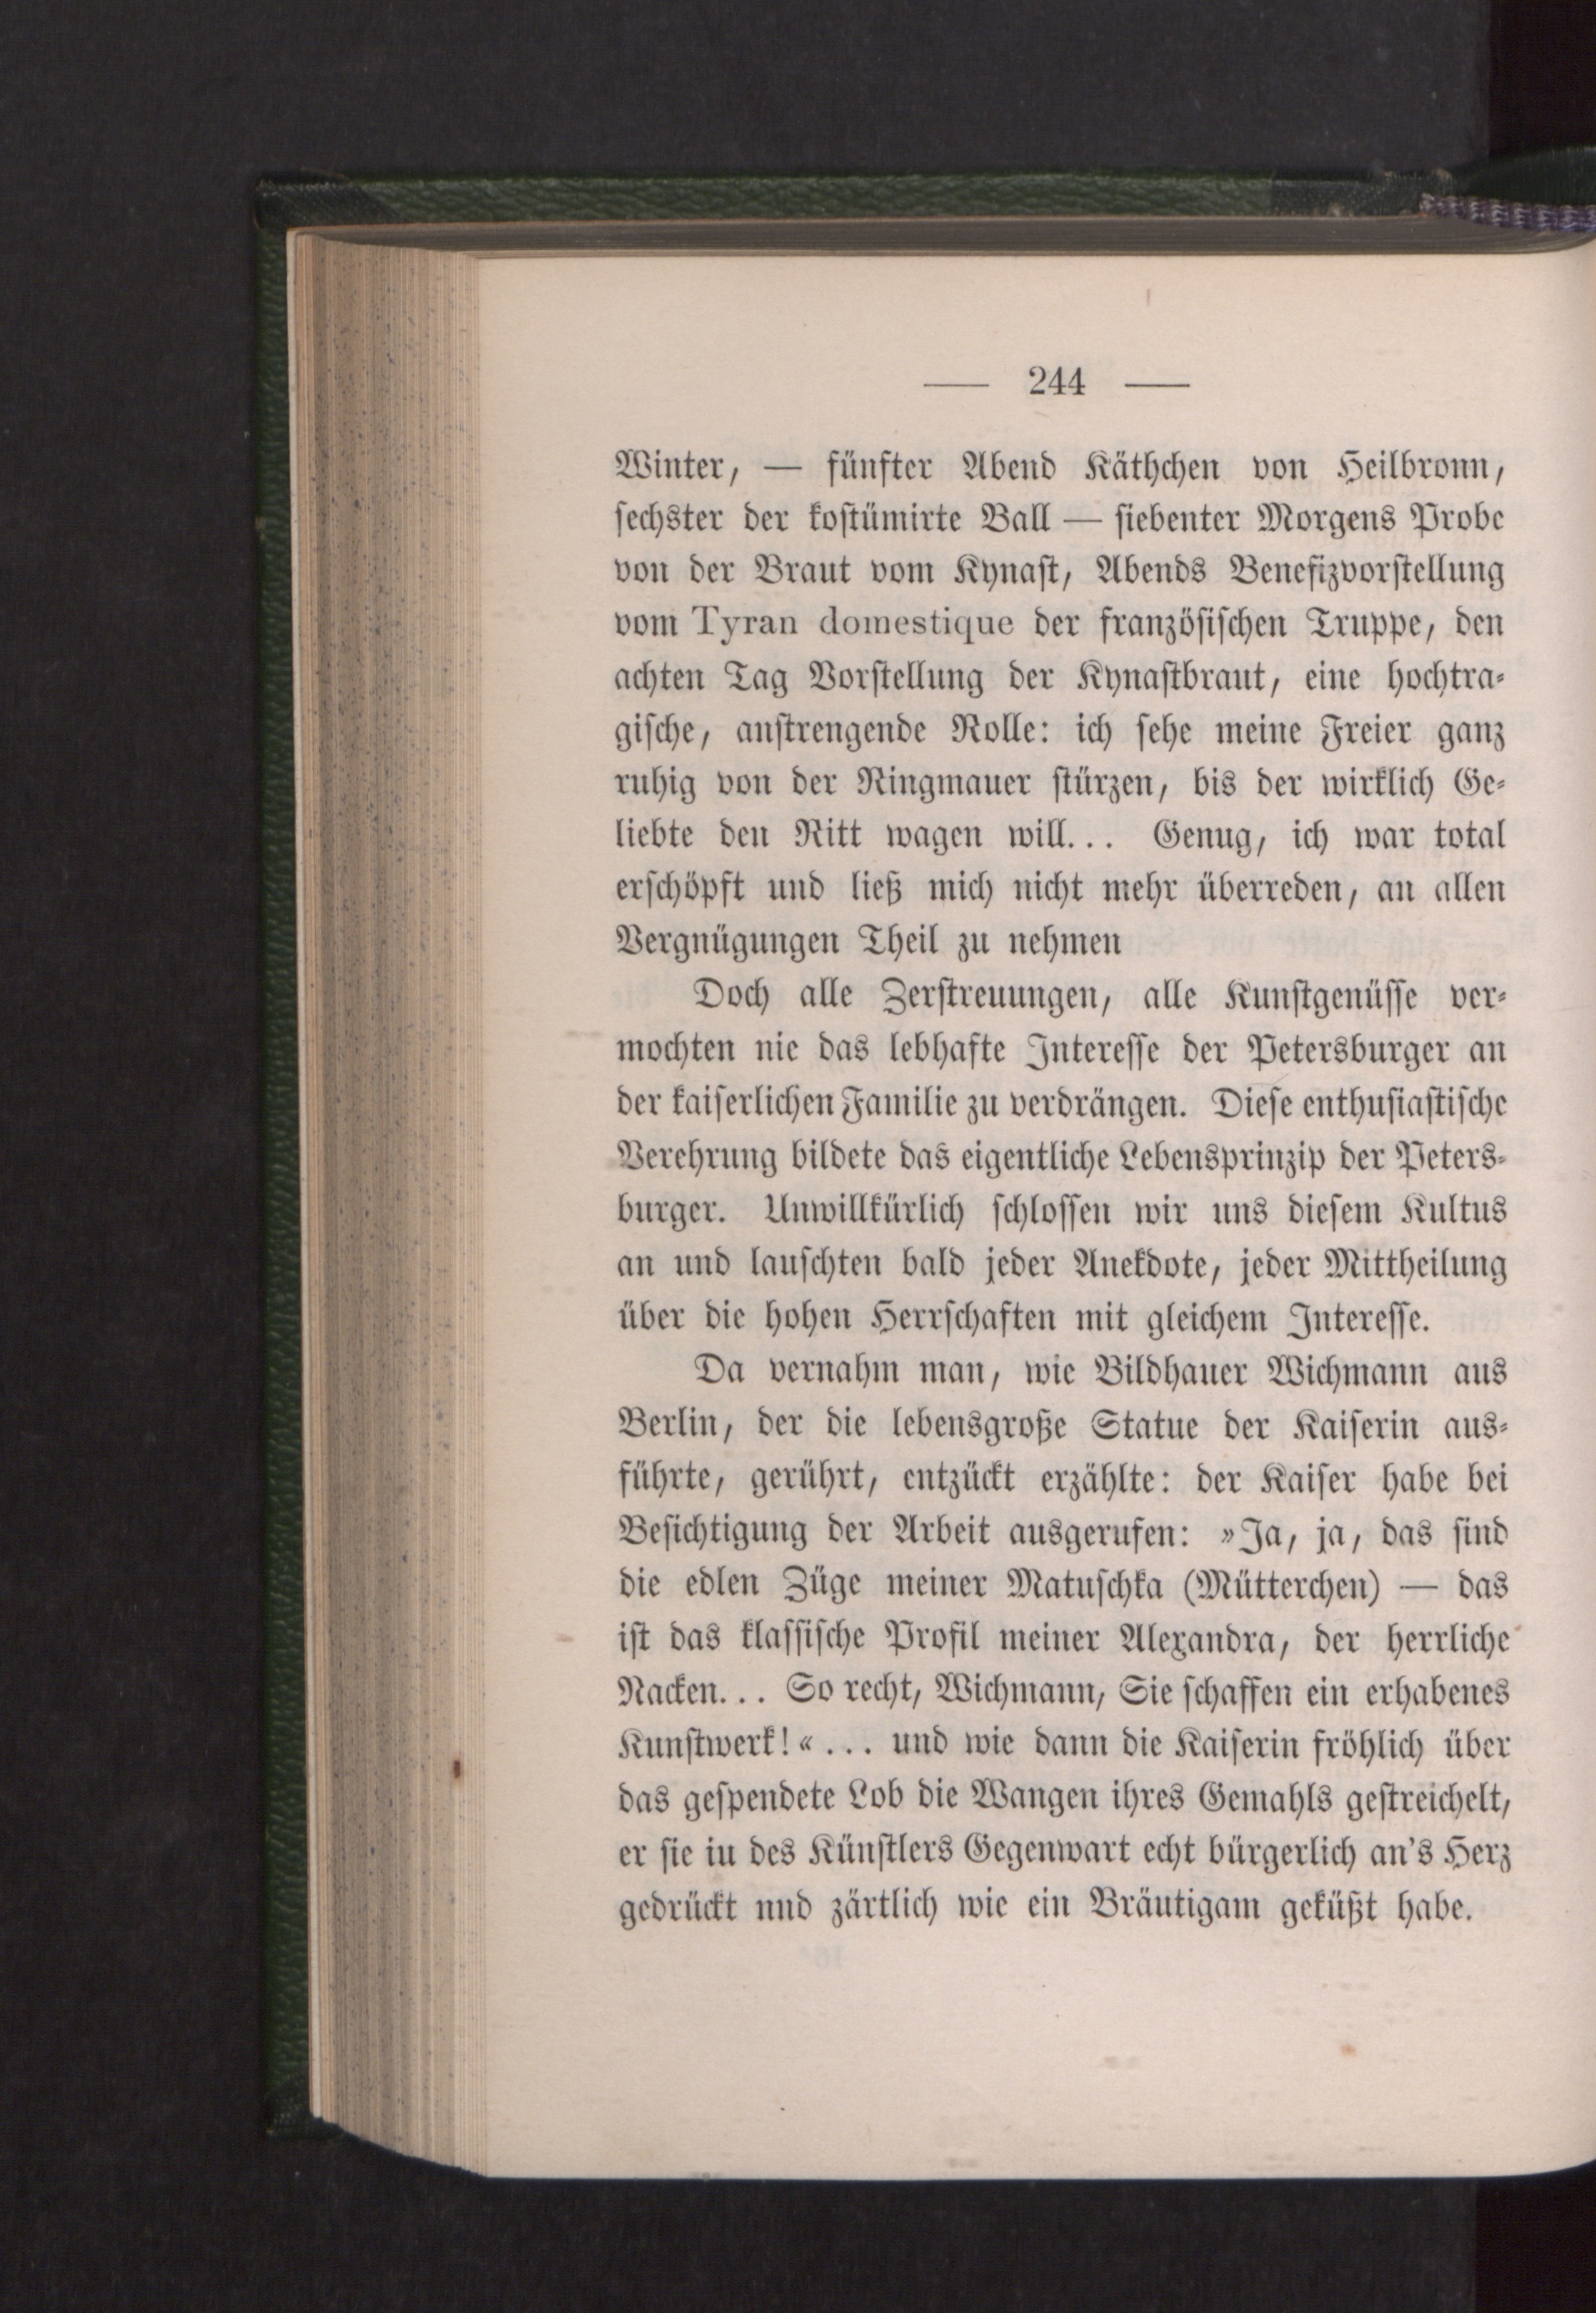 — 244 —
Winter, — fünfter Abend Käthchen von Heilbronn,
sechster der kostümirte Ball — siebenter Morgens Probe
von der Braut vom Kynast, Abends Benefizvorstellung
vom Tyran domestique der französischen Truppe, den
achten Tag Vorstellung der Kynastbraut, eine hochtra-
gische, anstrengende Rolle: ich sehe meine Freier ganz
ruhig von der Ringmauer stürzen, bis der wirklich Ge-
liebte den Ritt wagen will... Genug, ich war total
erschöpft und ließ mich nicht mehr überreden, an allen
Vergnügungen Theil zu nehmen
Doch alle Zerstreuungen, alle Kunstgenüsse ver-
mochten nie das lebhafte Interesse der Petersburger an
der kaiserlichen Familie zu verdrängen. Diese enthusiastische
Verehrung bildete das eigentliche Lebensprinzip der Peters-
burger. Unwillkürlich schlossen wir uns diesem Kultus
an und lauschten bald jeder Anekdote, jeder Mittheilung
über die hohen Herrschaften mit gleichem Interesse.
Da vernahm man, wie Bildhauer Wichmann aus
Berlin, der die lebensgroße Statue der Kaiserin aus-
führte, gerührt, entzückt erzählte: der Kaiser habe bei
Besichtigung der Arbeit ausgerufen: »Ja, ja, das sind
die edlen Züge meiner Matuschka (Mütterchen) — das
ist das klassische Profil meiner Alexandra, der herrliche
Nacken... So recht, Wichmann, Sie schaffen ein erhabenes
Kunstwerk!«... und wie dann die Kaiserin fröhlich über
das gespendete Lob die Wangen ihres Gemahls gestreichelt,
er sie in des Künstlers Gegenwart echt bürgerlich an's Herz
gedrückt und zärtlich wie ein Bräutigam geküßt habe.